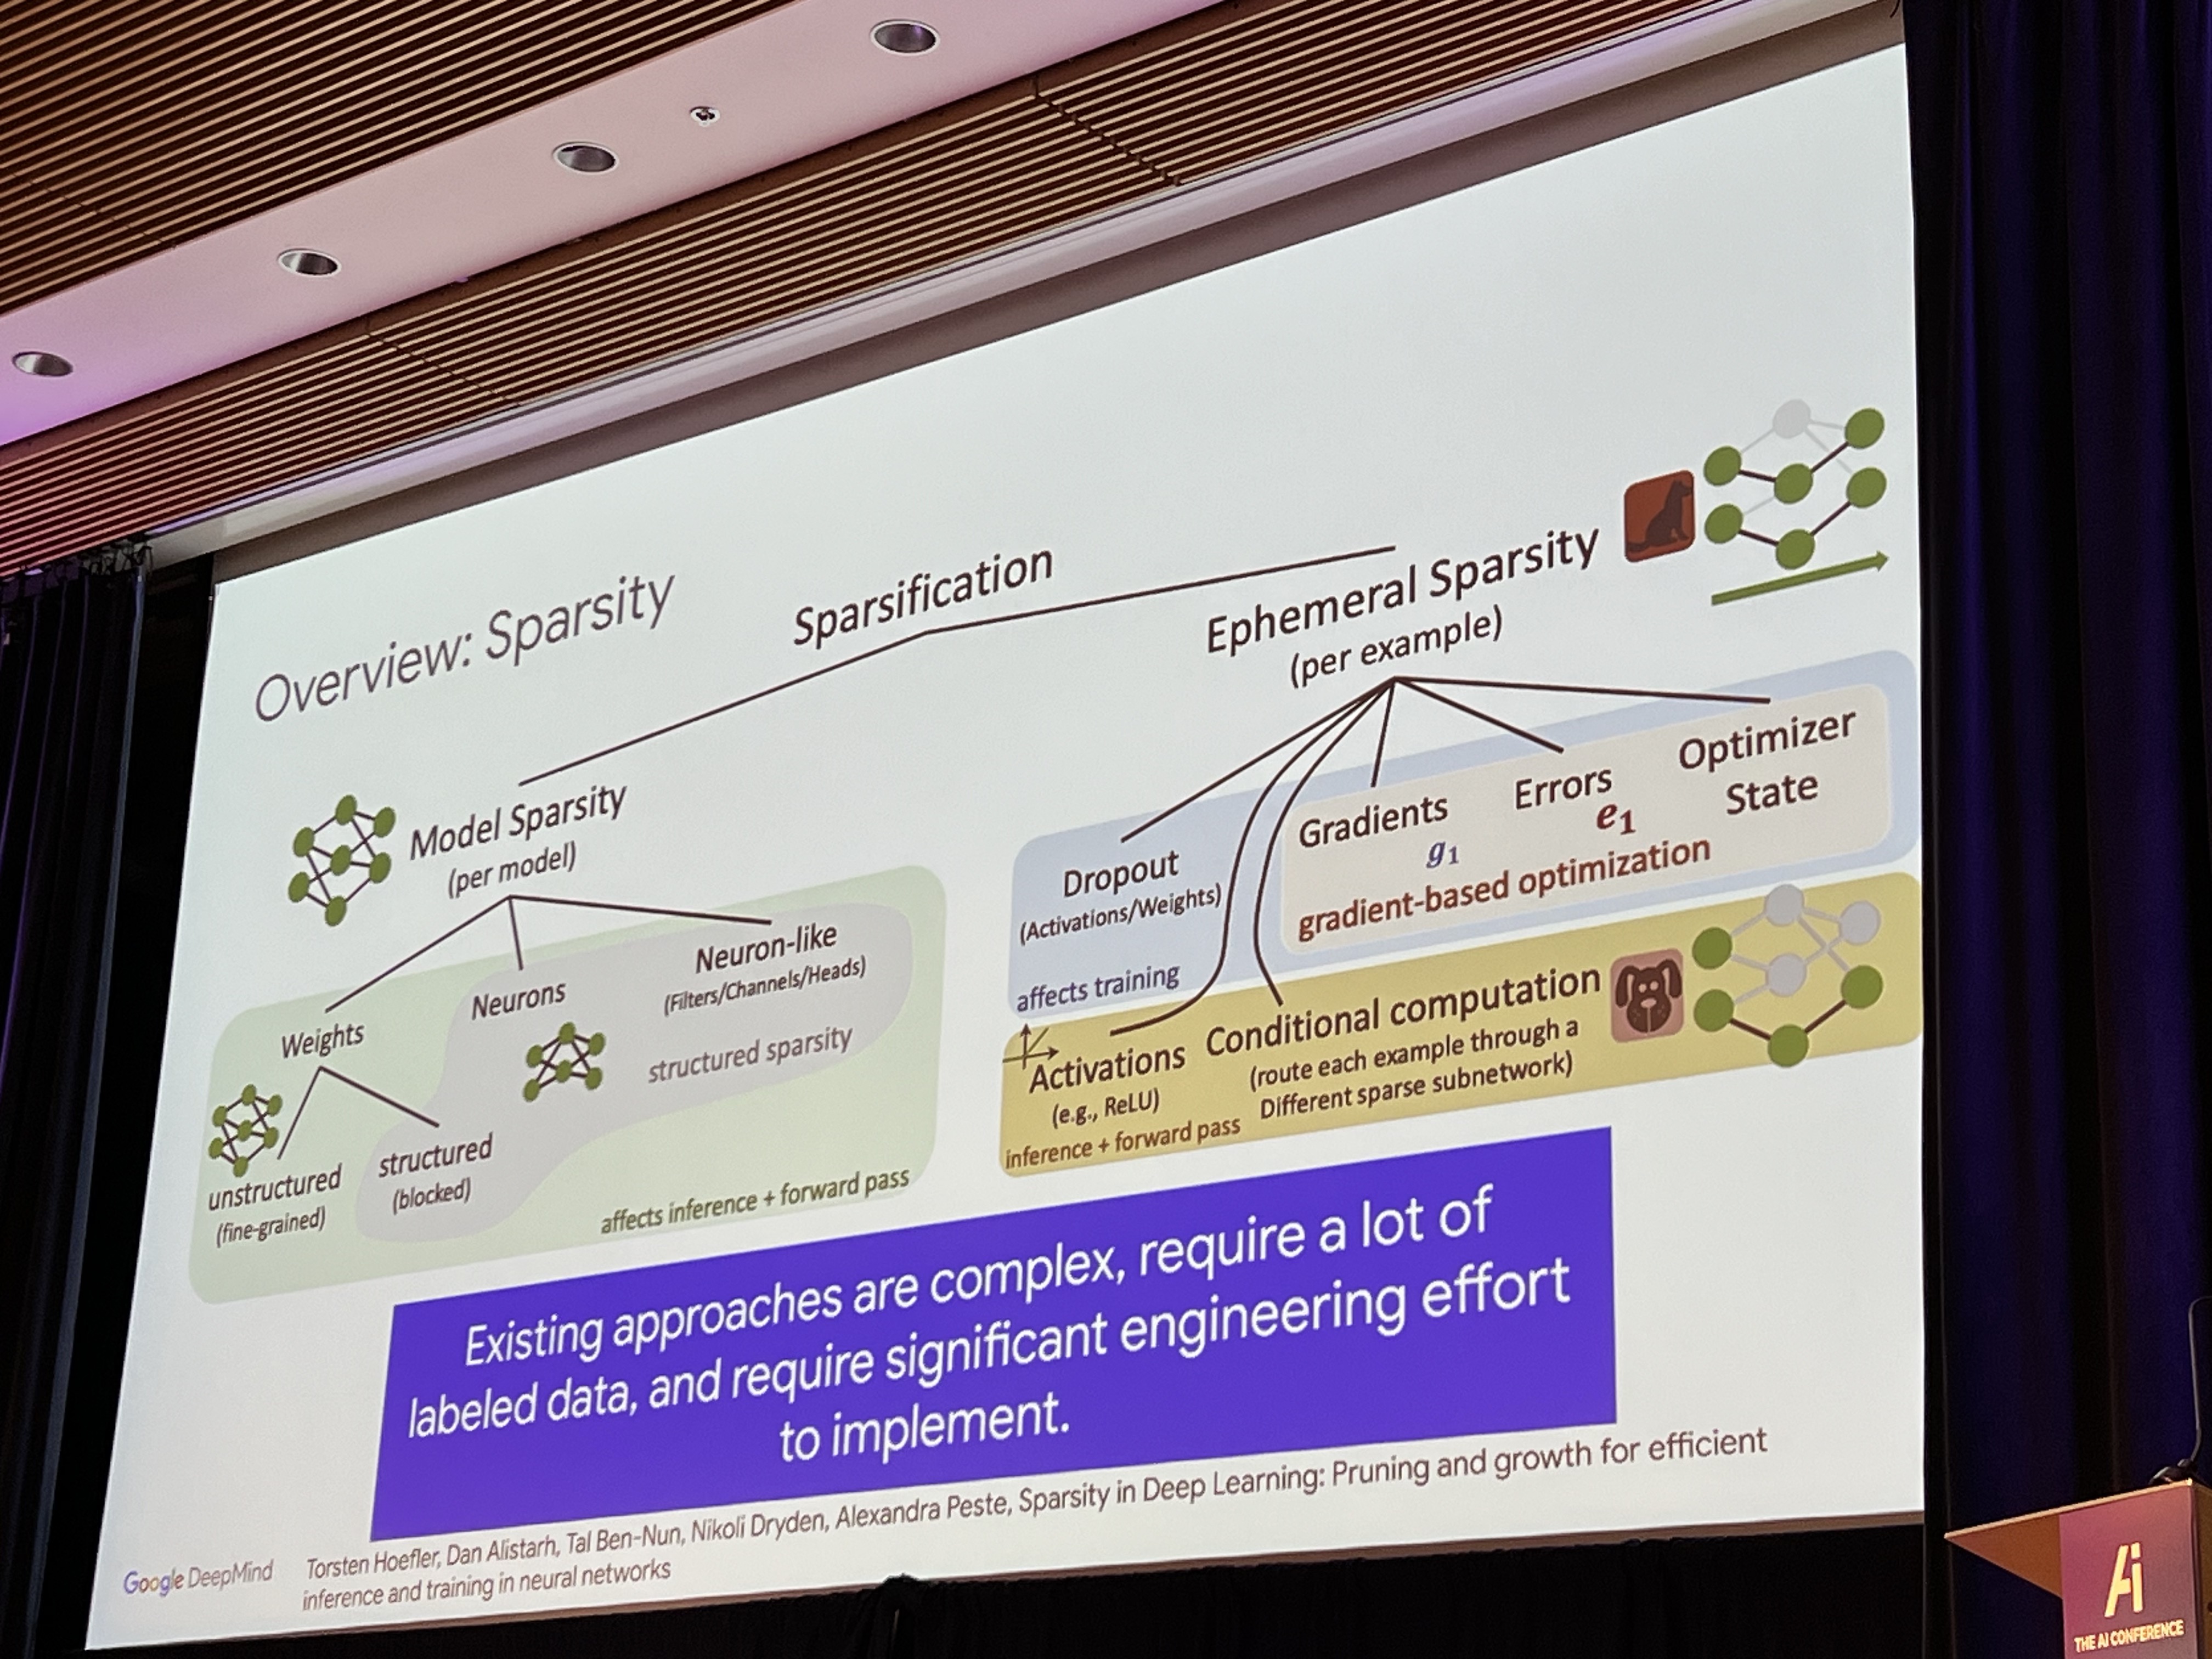 Overview: Sparsity
Sparsification
Model Sparsity
(per model)
Weights
Neurons
Neuron-like
(Filters/Channels/Heads)
structured sparsity
unstructured
(fine-grained)
structured
(blocked)
affects inference + forward pass
Ephemeral Sparsity
(per example)
Dropout
(Activations/Weights)
affects training
Gradients
g1
Errors
e1
Optimizer
State
gradient-based optimization
Activations
(e.g., ReLU)
inference + forward pass
Conditional computation
(route each example through a
Different sparse subnetwork)
Existing approaches are complex, require a lot of
labeled data, and require significant engineering effort
to implement.
Google DeepMind
Torsten Hoefler, Dan Alistarh, Tal Ben-Nun, Nikoli Dryden, Alexandra Peste, Sparsity in Deep Learning: Pruning and growth for efficient
inference and training in neural networks
Ai
THE AI CONFERENCE